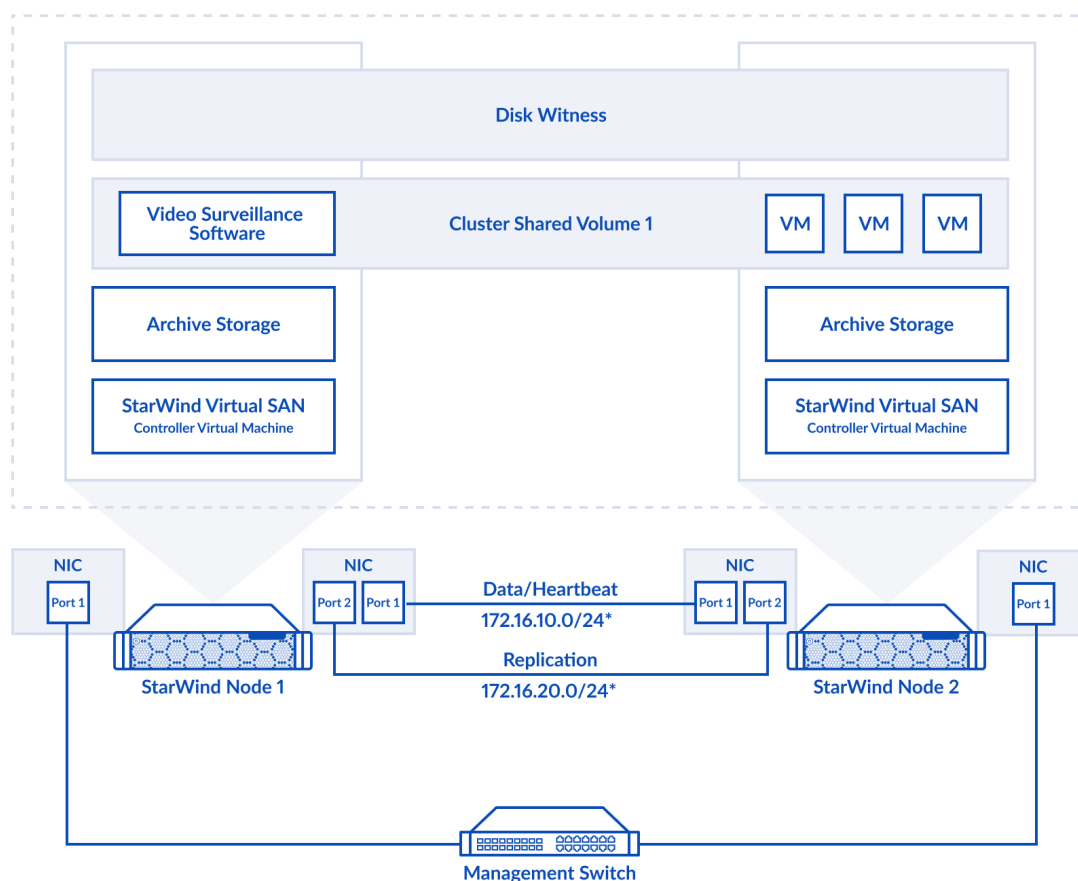 Disk Witness
Video Surveillance
Software
Cluster Shared Volume 1
VM
VM
VM
Archive Storage
Archive Storage
StarWind Virtual SAN
Controller Virtual Machine
StarWind Virtual SAN
Controller Virtual Machine
NIC
Port 1
NIC
Port 2
Port 1
Data/Heartbeat
172.16.10.0/24*
NIC
Port 1
Port 2
NIC
Port 1
Replication
172.16.20.0/24*
StarWind Node 1
StarWind Node 2
Management Switch